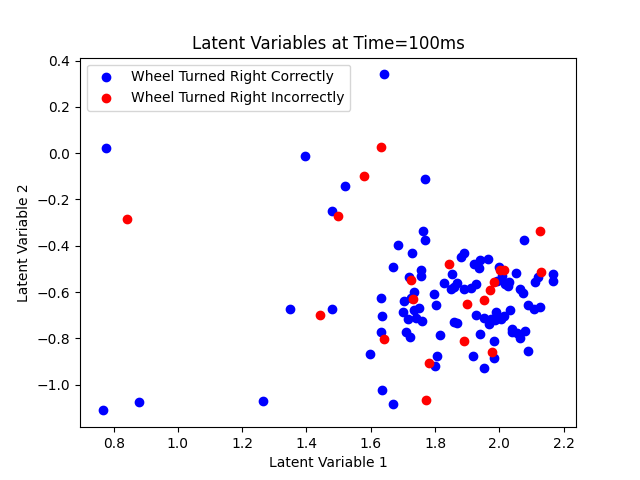 Latent Variables at Time=100ms
Wheel Turned Right Correctly
Wheel Turned Right Incorrectly
Latent Variable 2
0.4
0.2
0.0
−0.2
−0.4
−0.6
−0.8
−1.0
0.8 1.0 1.2 1.4 1.6 1.8 2.0 2.2
Latent Variable 1